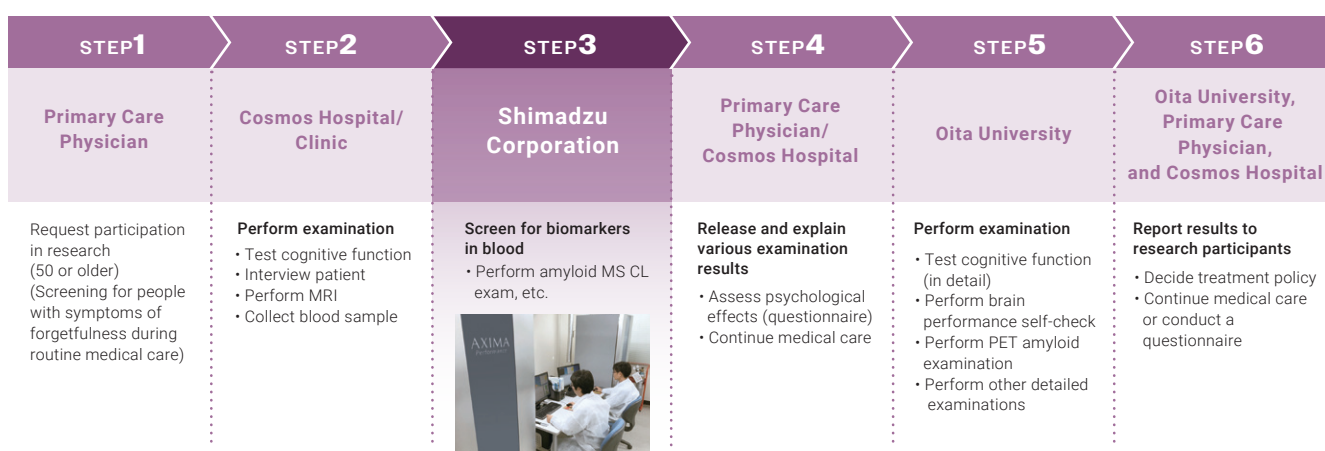 STEP1
STEP2
STEP3
STEP4
STEP5
STEP6
Primary Care
Physician
Cosmos Hospital/
Clinic
Shimadzu
Corporation
Primary Care
Physician/
Cosmos Hospital
Oita University
Oita University,
Primary Care
Physician,
and Cosmos Hospital
Request participation
in research
(50 or older)
(Screening for people
with symptoms of
forgetfulness during
routine medical care)
Perform examination
• Test cognitive function
• Interview patient
• Perform MRI
• Collect blood sample
Screen for biomarkers
in blood
• Perform amyloid MS CL
exam, etc.
AXIMA
Release and explain
various examination
results
• Assess psychological
effects (questionnaire)
• Continue medical care
Perform examination
• Test cognitive function
(in detail)
• Perform brain
performance self-check
• Perform PET amyloid
examination
• Perform other detailed
examinations
Report results to
research participants
• Decide treatment policy
• Continue medical care
or conduct a
questionnaire